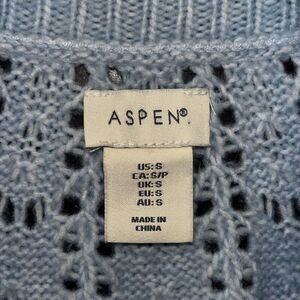 ASPEN®
US: S
CA: S/P
UK: S
EU: S
AU: S
MADE IN
CHINA